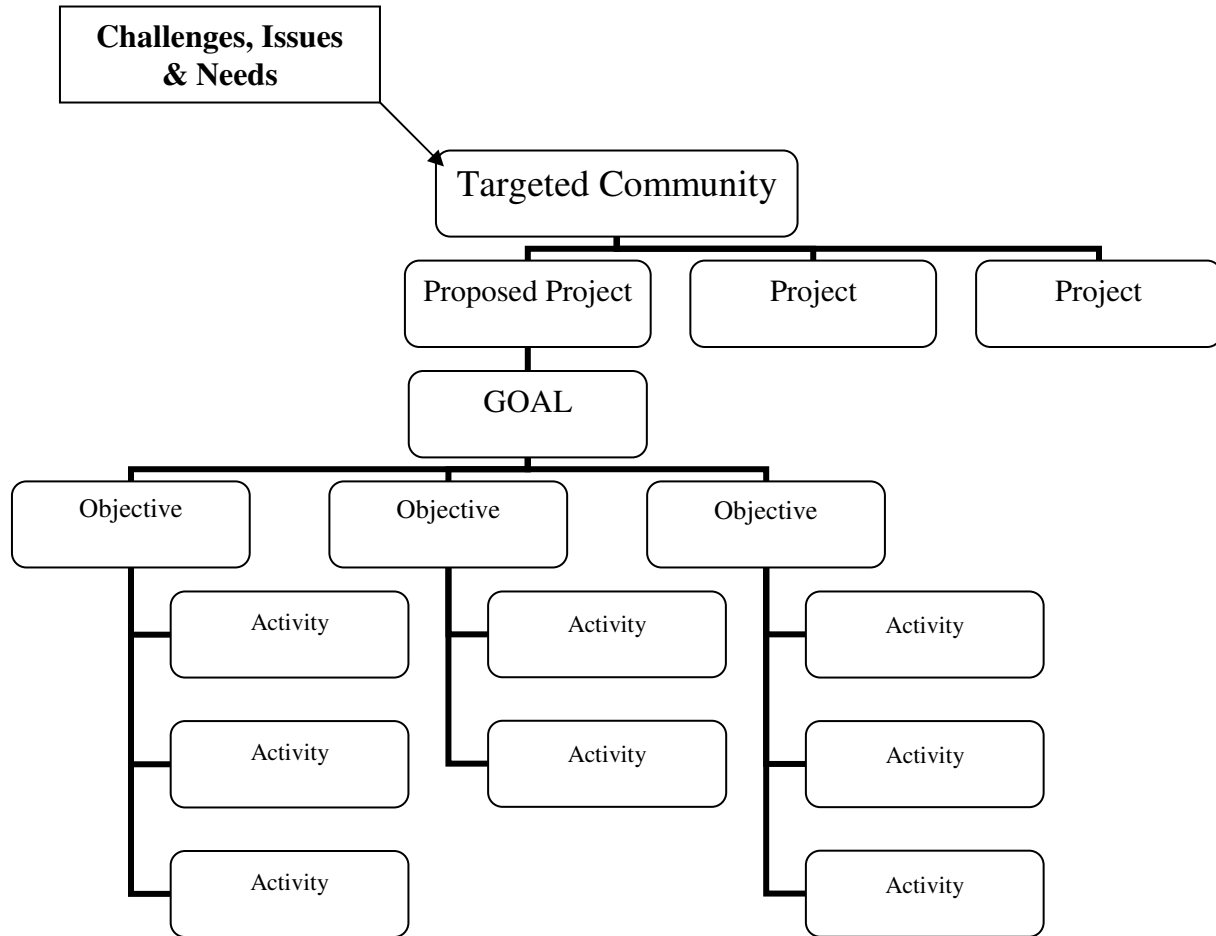 Challenges, Issues
& Needs
Targeted Community
Proposed Project
Project
Project
GOAL
Objective
Objective
Objective
Activity
Activity
Activity
Activity
Activity
Activity
Activity
Activity